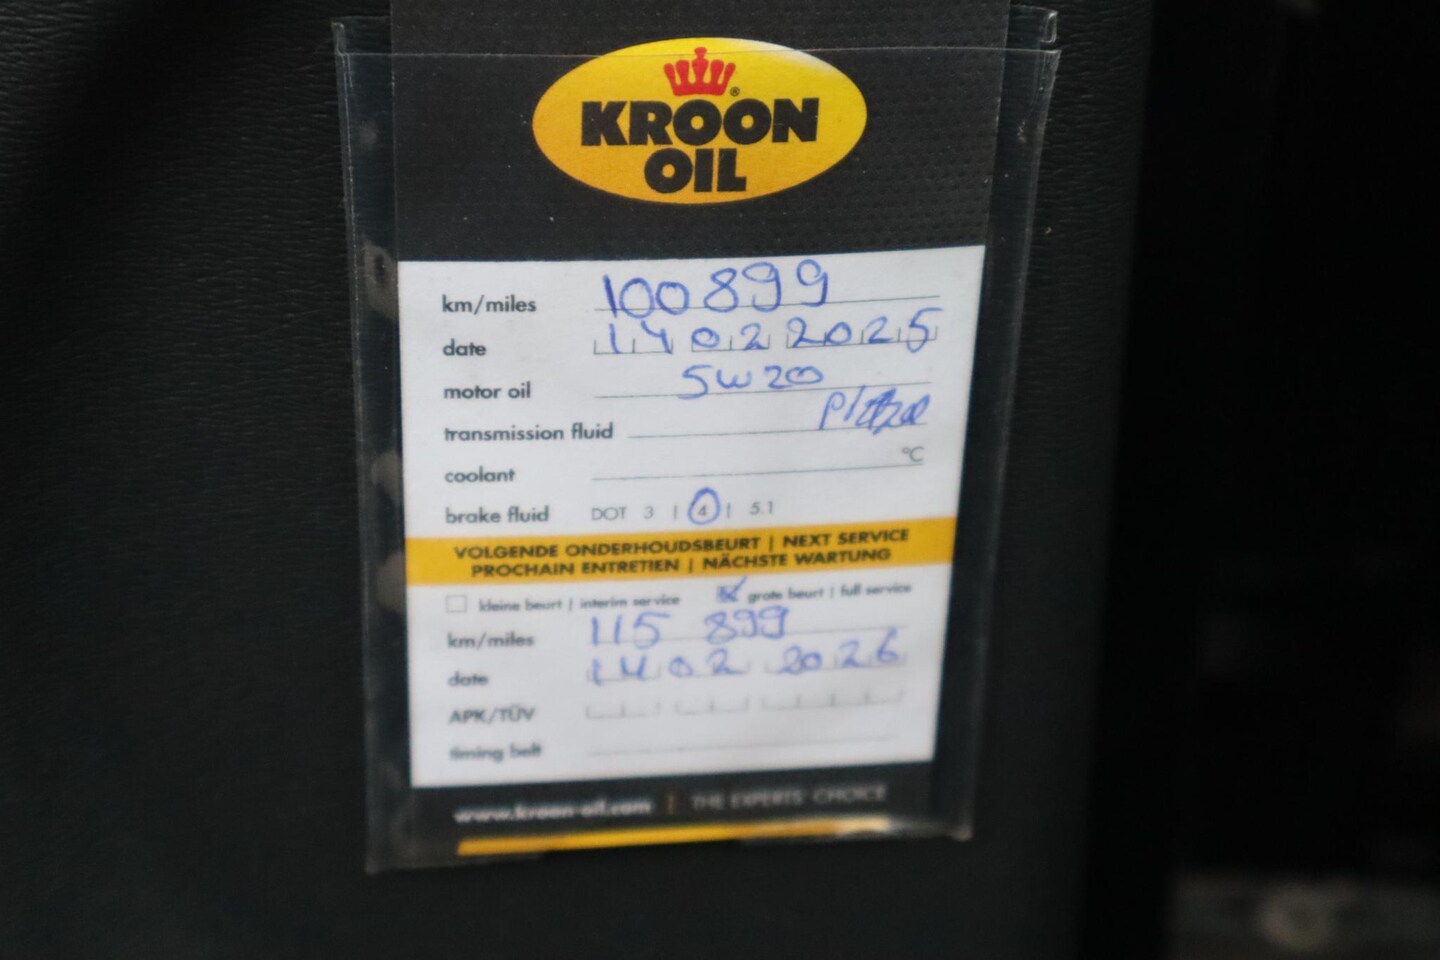 KROON
OIL
®
km/miles 100899
date 14 02 2025
motor oil 5W20
transmission fluid
coantant °C
brake fluid DOT 3 | 4 | 5.1
VOLGENDE ONDERHOUDSBEURT | NEXT SERVICE
PROCHAIN ENTRETIEN | NÄCHSTE WARTUNG
kleine beurt | interim service grote beurt | full service
km/miles 115 899
date 14 02 2026
APK/TÜV
timing belt
www.kroon-oil.com | THE EXPERTS' CHOICE